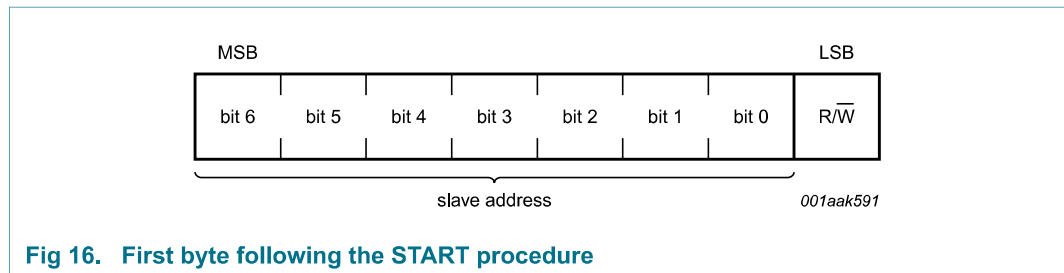 MSB LSB
bit 6 bit 5 bit 4 bit 3 bit 2 bit 1 bit 0 R/W̅
slave address 001aak591
Fig 16. First byte following the START procedure